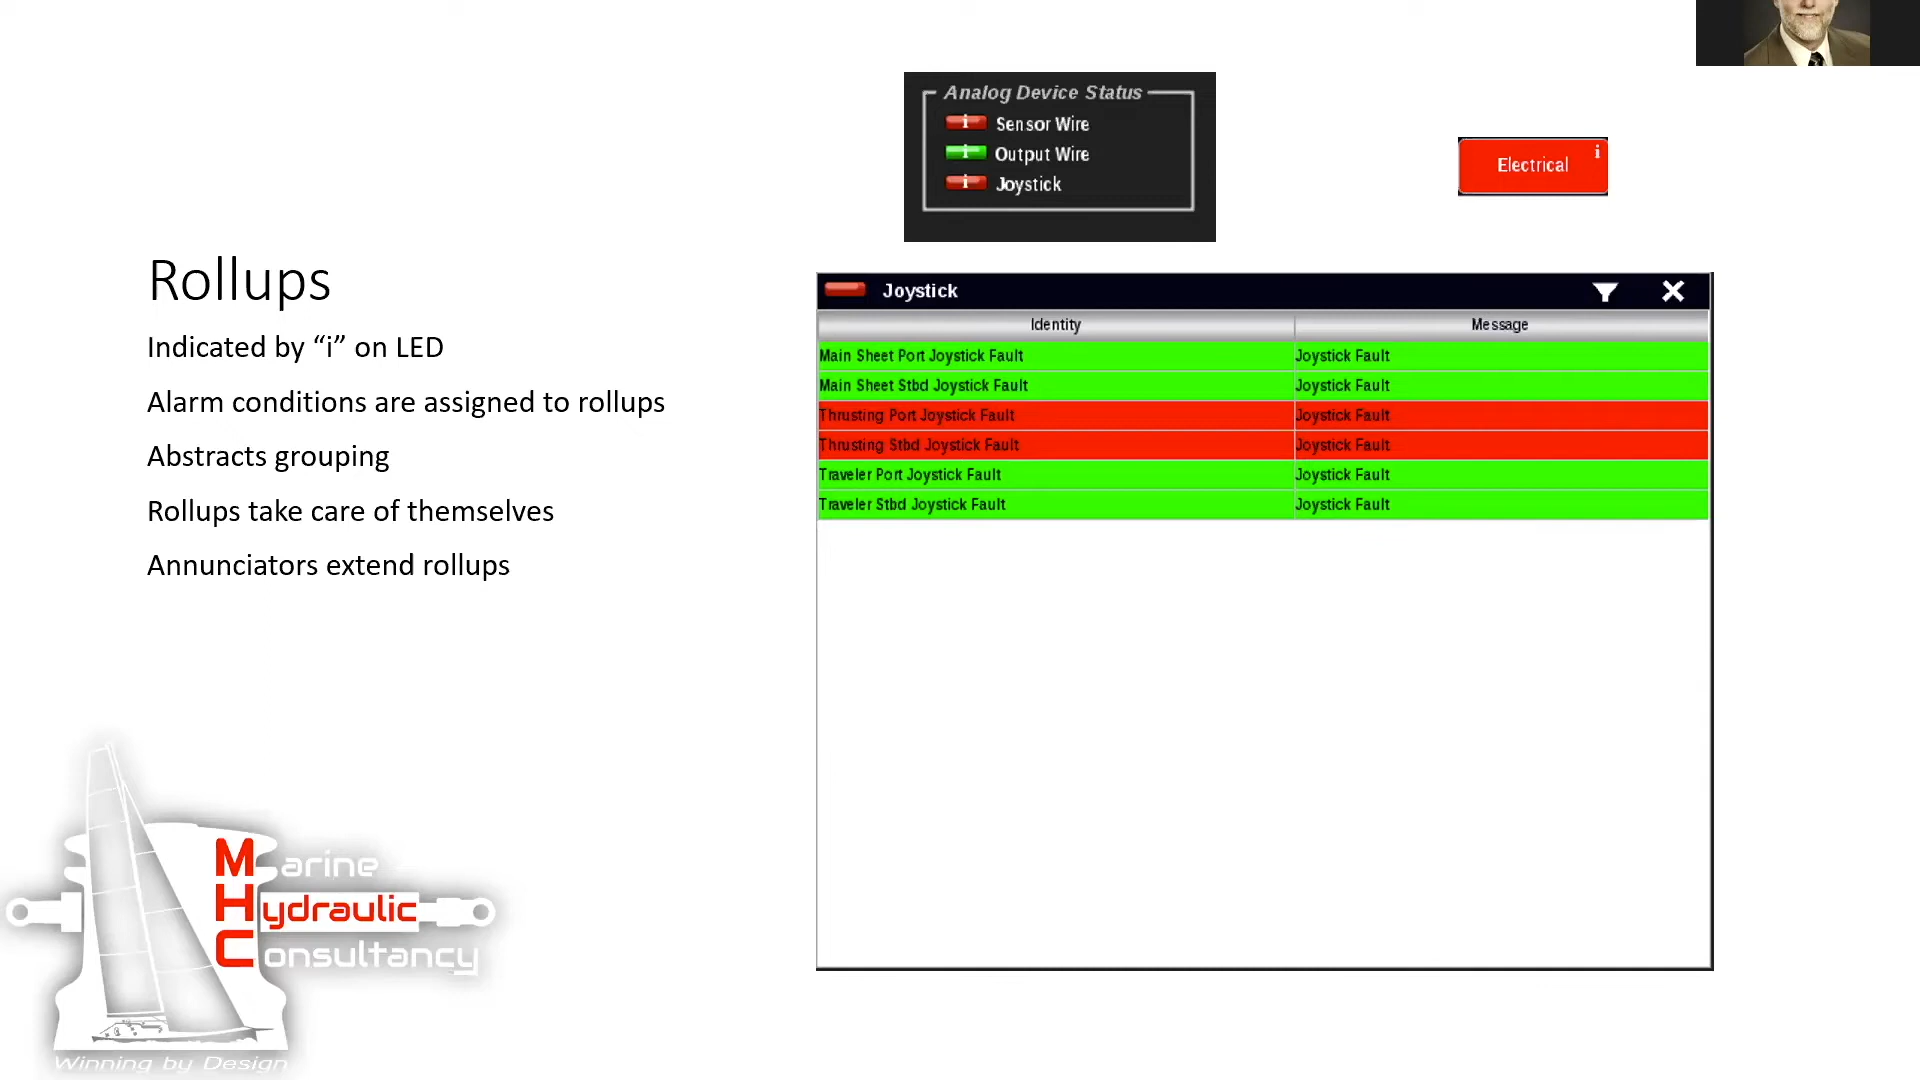 Analog Device Status
i Sensor Wire
i Output Wire
i Joystick
Electrical i
Rollups
Indicated by “i” on LED
Alarm conditions are assigned to rollups
Abstracts grouping
Rollups take care of themselves
Annunciators extend rollups
Joystick
Identity Message
Main Sheet Port Joystick Fault Joystick Fault
Main Sheet Stbd Joystick Fault Joystick Fault
Thrusting Port Joystick Fault Joystick Fault
Thrusting Stbd Joystick Fault Joystick Fault
Traveler Port Joystick Fault Joystick Fault
Traveler Stbd Joystick Fault Joystick Fault
Marine
Hydraulic
Consultancy
Winning by Design